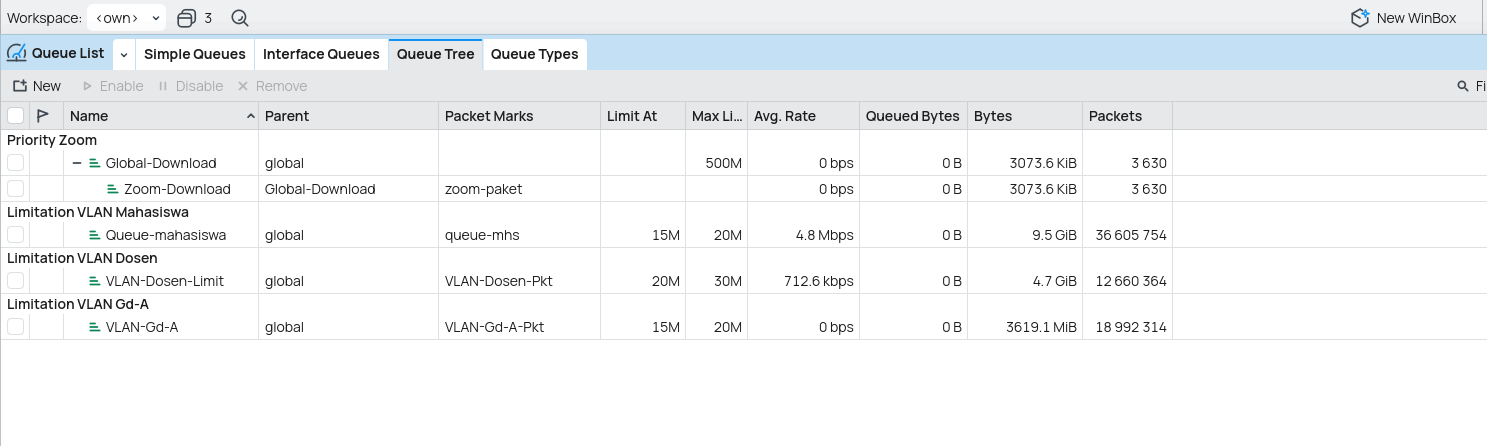 Workspace: <own> 3 New WinBox
Queue List Simple Queues Interface Queues Queue Tree Queue Types
New Enable Disable Remove Fi
Name Parent Packet Marks Limit At Max Li... Avg. Rate Queued Bytes Bytes Packets
Priority Zoom
Global-Download global 500M 0 bps 0 B 3073.6 KiB 3 630
Zoom-Download Global-Download zoom-paket 0 bps 0 B 3073.6 KiB 3 630
Limitation VLAN Mahasiswa
Queue-mahasiswa global queue-mhs 15M 20M 4.8 Mbps 0 B 9.5 GiB 36 605 754
Limitation VLAN Dosen
VLAN-Dosen-Limit global VLAN-Dosen-Pkt 20M 30M 712.6 kbps 0 B 4.7 GiB 12 660 364
Limitation VLAN Gd-A
VLAN-Gd-A global VLAN-Gd-A-Pkt 15M 20M 0 bps 0 B 3619.1 MiB 18 992 314